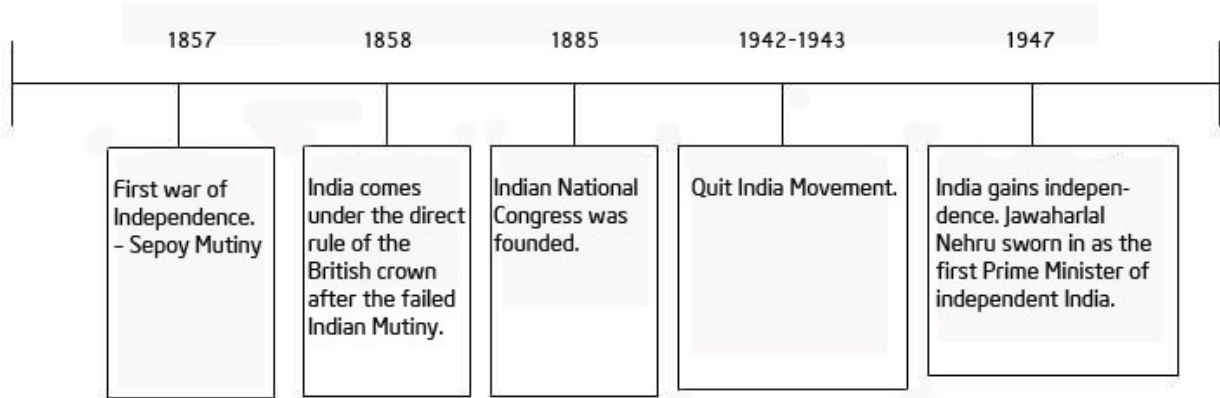 1857
1858
1885
1942-1943
1947
First war of
Independence.
– Sepoy Mutiny
India comes
under the direct
rule of the
British crown
after the failed
Indian Mutiny.
Indian National
Congress was
founded.
Quit India Movement.
India gains indepen-
dence. Jawaharlal
Nehru sworn in as the
first Prime Minister of
independent India.